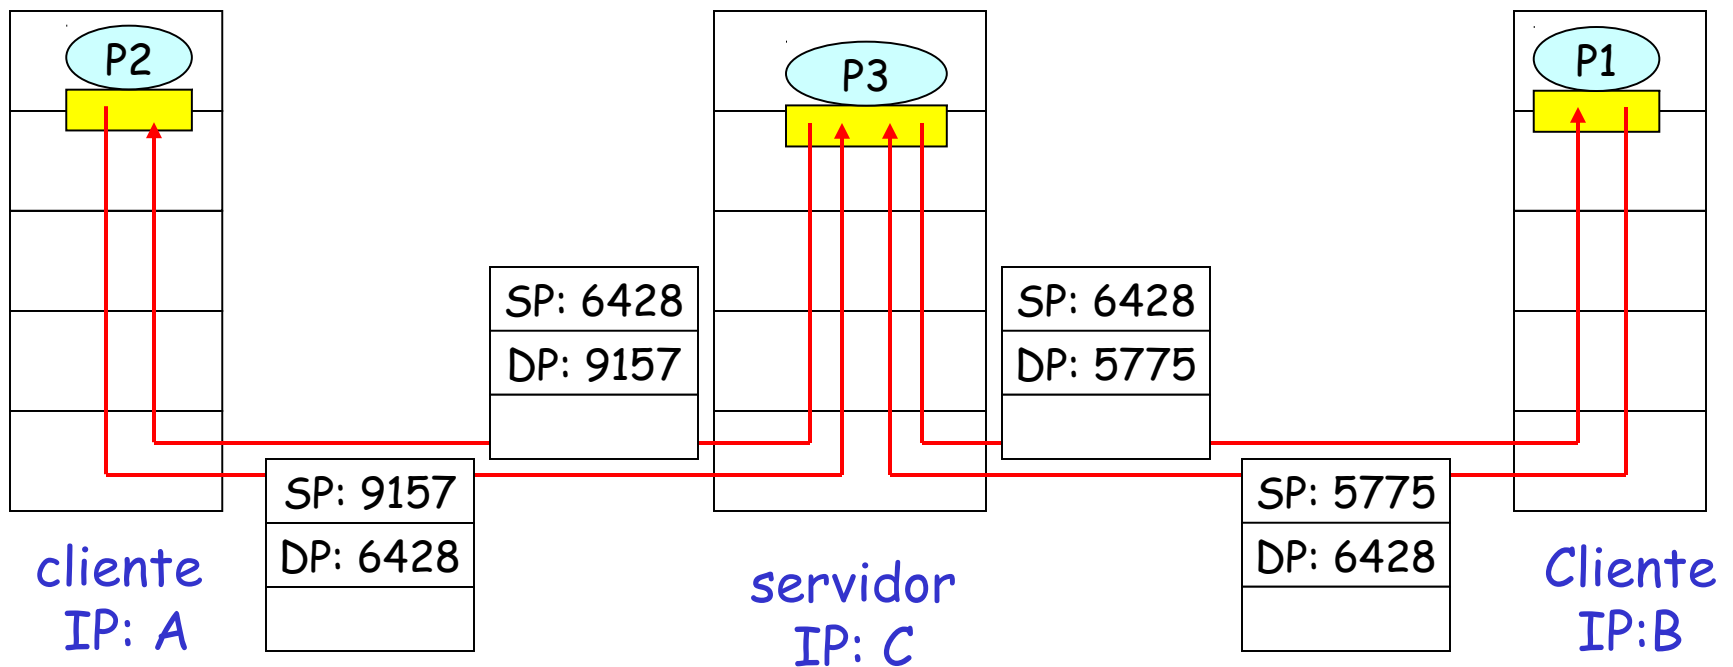 P2
P3
P1
SP: 6428
DP: 9157
SP: 6428
DP: 5775
SP: 9157
DP: 6428
SP: 5775
DP: 6428
cliente
IP: A
servidor
IP: C
Cliente
IP:B